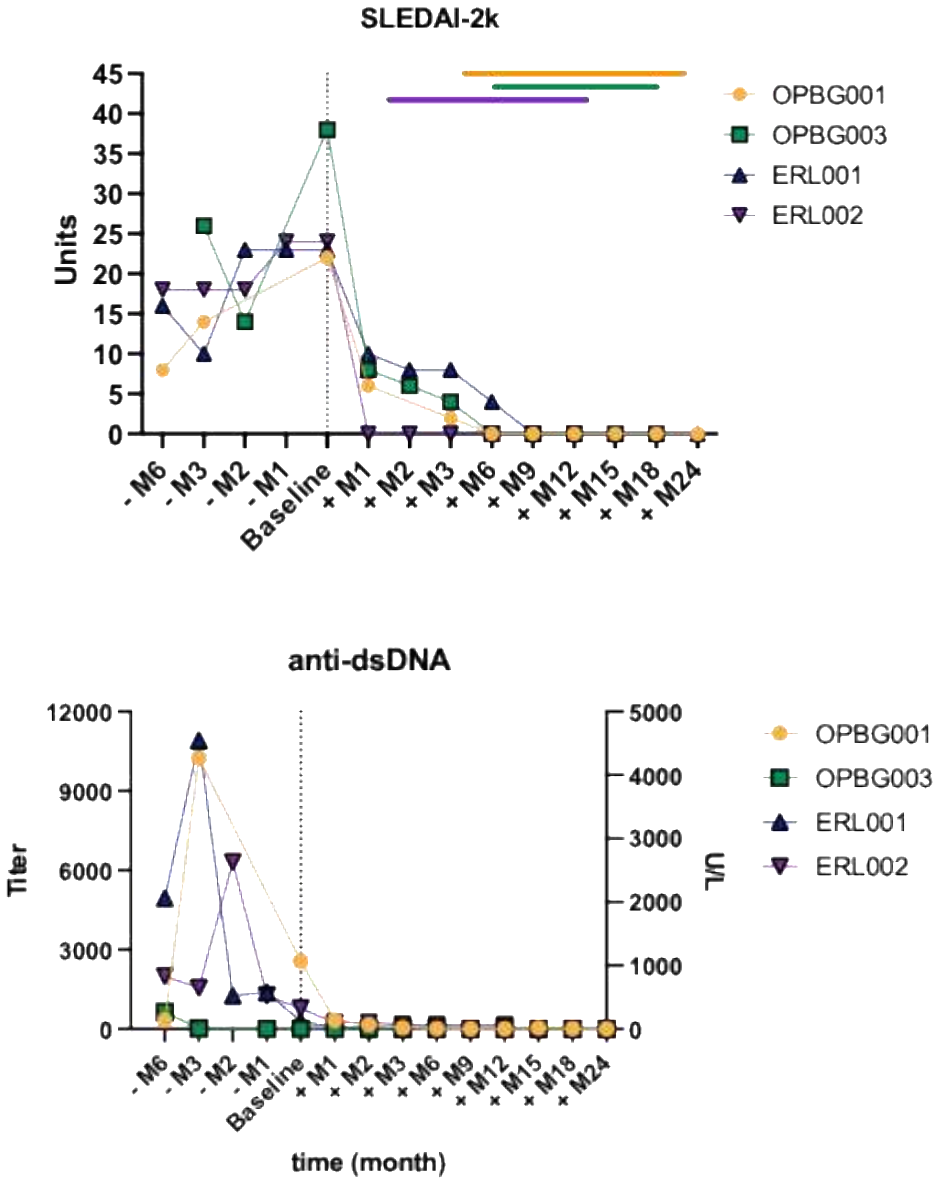 SLEDAI-2k
Units
45
40
35
30
25
20
15
10
5
0
- M6
- M3
- M2
- M1
Baseline
+ M1
+ M2
+ M3
+ M6
+ M9
+ M12
+ M15
+ M18
+ M24
OPBG001
OPBG003
ERL001
ERL002
anti-dsDNA
Titer
12000
9000
6000
3000
0
5000
4000
3000
2000
1000
0
U/L
- M6
- M3
- M2
- M1
Baseline
+ M1
+ M2
+ M3
+ M6
+ M9
+ M12
+ M15
+ M18
+ M24
time (month)
OPBG001
OPBG003
ERL001
ERL002